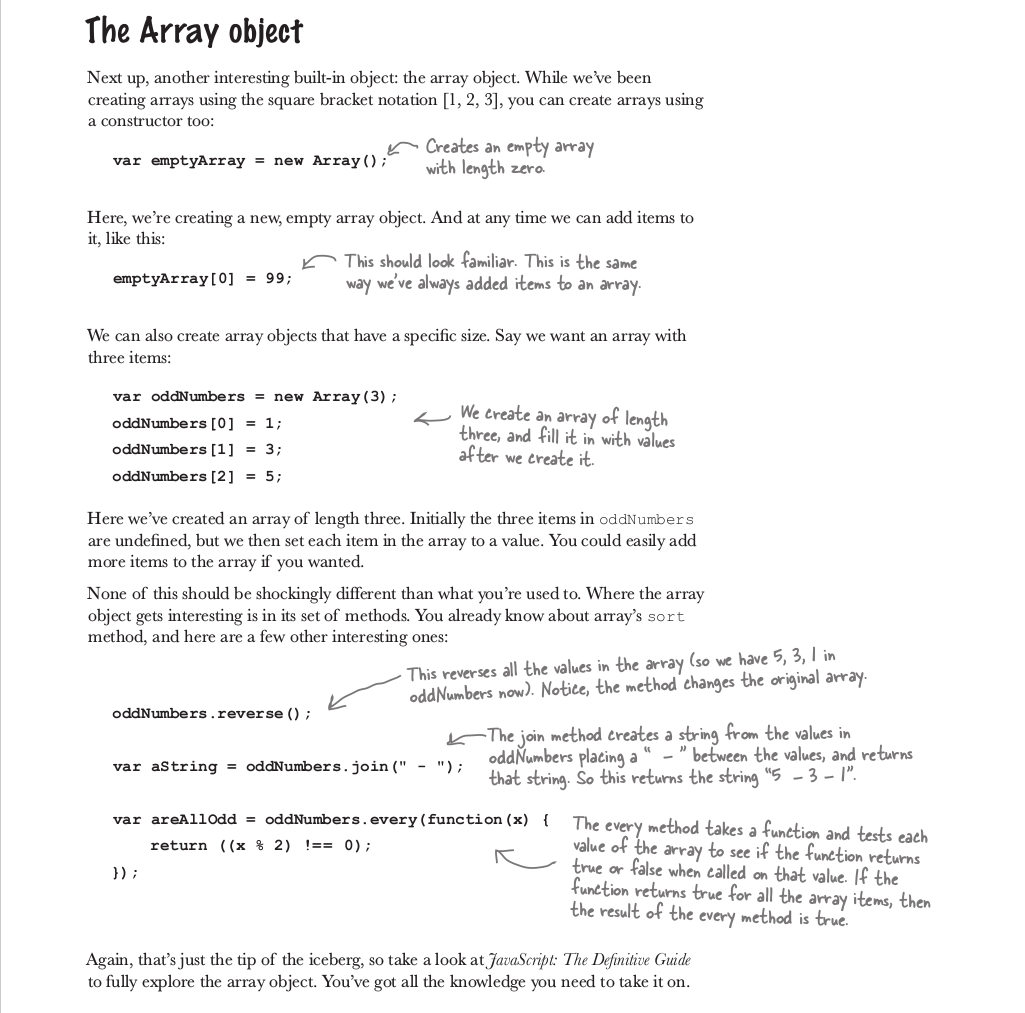 The Array object
Next up, another interesting built-in object: the array object. While we've been
creating arrays using the square bracket notation [1, 2, 3], you can create arrays using
a constructor too:
var emptyArray = new Array();
Creates an empty array
with length zero.
Here, we're creating a new, empty array object. And at any time we can add items to
it, like this:
emptyArray[0] = 99;
This should look familiar. This is the same
way we've always added items to an array.
We can also create array objects that have a specific size. Say we want an array with
three items:
var oddNumbers = new Array(3);
oddNumbers[0] = 1;
oddNumbers[1] = 3;
oddNumbers[2] = 5;
We create an array of length
three, and fill it in with values
after we create it.
Here we've created an array of length three. Initially the three items in oddNumbers
are undefined, but we then set each item in the array to a value. You could easily add
more items to the array if you wanted.
None of this should be shockingly different than what you're used to. Where the array
object gets interesting is in its set of methods. You already know about array's sort
method, and here are a few other interesting ones:
This reverses all the values in the array (so we have 5, 3, 1 in
oddNumbers now). Notice, the method changes the original array.
oddNumbers.reverse();
The join method creates a string from the values in
oddNumbers placing a " - " between the values, and returns
that string. So this returns the string "5 - 3 - 1".
var aString = oddNumbers.join(" - ");
var areAllOdd = oddNumbers.every(function(x) {
    return ((x % 2) !== 0);
});
The every method takes a function and tests each
value of the array to see if the function returns
true or false when called on that value. If the
function returns true for all the array items, then
the result of the every method is true.
Again, that's just the tip of the iceberg, so take a look at JavaScript: The Definitive Guide
to fully explore the array object. You've got all the knowledge you need to take it on.